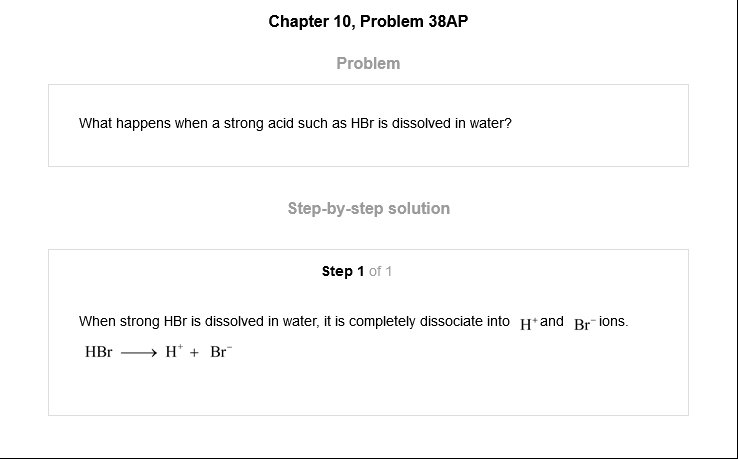 Chapter 10, Problem 38AP
Problem
What happens when a strong acid such as HBr is dissolved in water?
Step-by-step solution
Step 1 of 1
When strong HBr is dissolved in water, it is completely dissociate into H⁺ and Br⁻ ions.
HBr ⟶ H⁺ + Br⁻